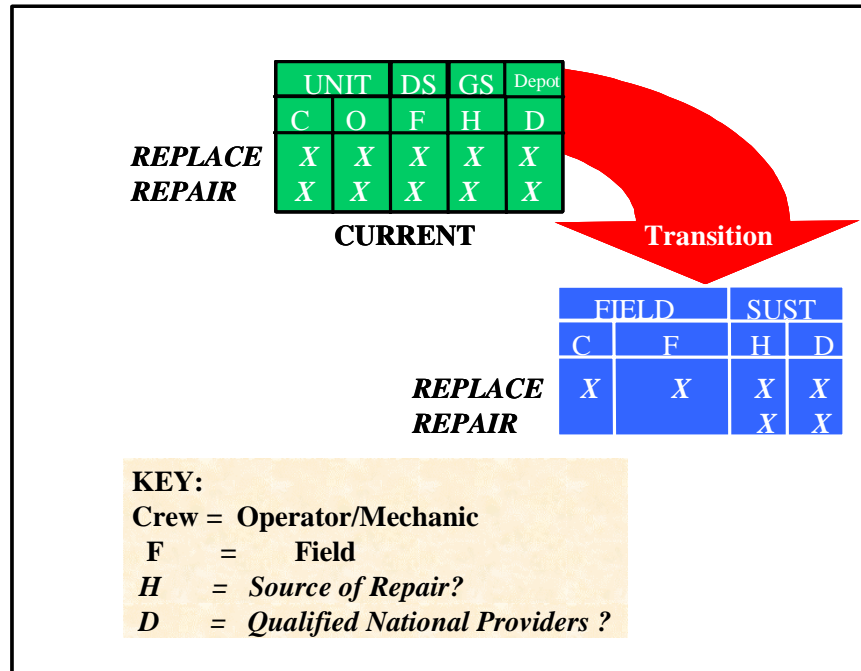 UNIT DS GS Depot
C O F H D
REPLACE X X X X X
REPAIR X X X X X
CURRENT
Transition
FIELD SUST
C F H D
REPLACE X X X X
REPAIR X X
KEY:
Crew = Operator/Mechanic
F = Field
H = Source of Repair?
D = Qualified National Providers ?